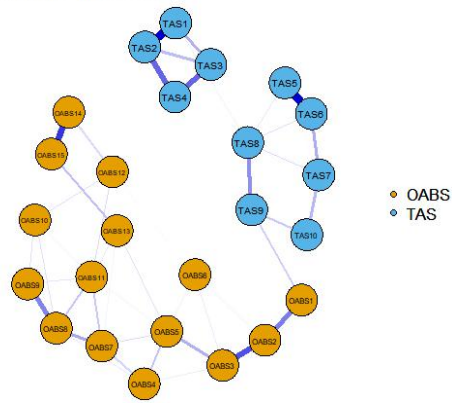 TAS1
TAS2
TAS3
TAS4
TAS5
TAS6
OABS14
TAS8
OABS15
OABS12
TAS7
OABS
TAS9
TAS
OABS10
OABS13
TAS10
OABS11
OABS6
OABS9
OABS1
OABS8
OABS5
OABS2
OABS7
OABS3
OABS4